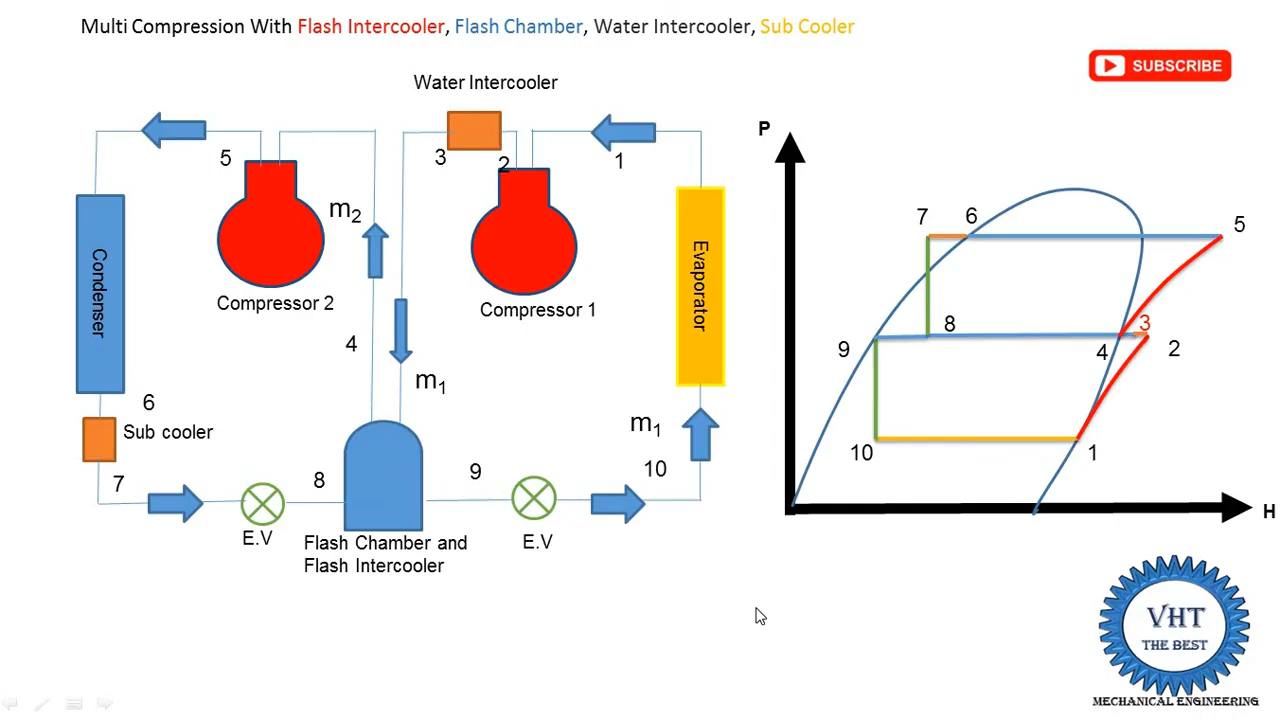 Multi Compression With Flash Intercooler, Flash Chamber, Water Intercooler, Sub Cooler
SUBSCRIBE
Water Intercooler
5
3
2
1
m2
Compressor 2
Compressor 1
Condenser
Evaporator
4
m1
6
Sub cooler
m1
7
8
9
10
E.V
Flash Chamber and
Flash Intercooler
E.V
P
7
6
5
8
3
9
4
2
10
1
H
VHT
THE BEST
MECHANICAL ENGINEERING